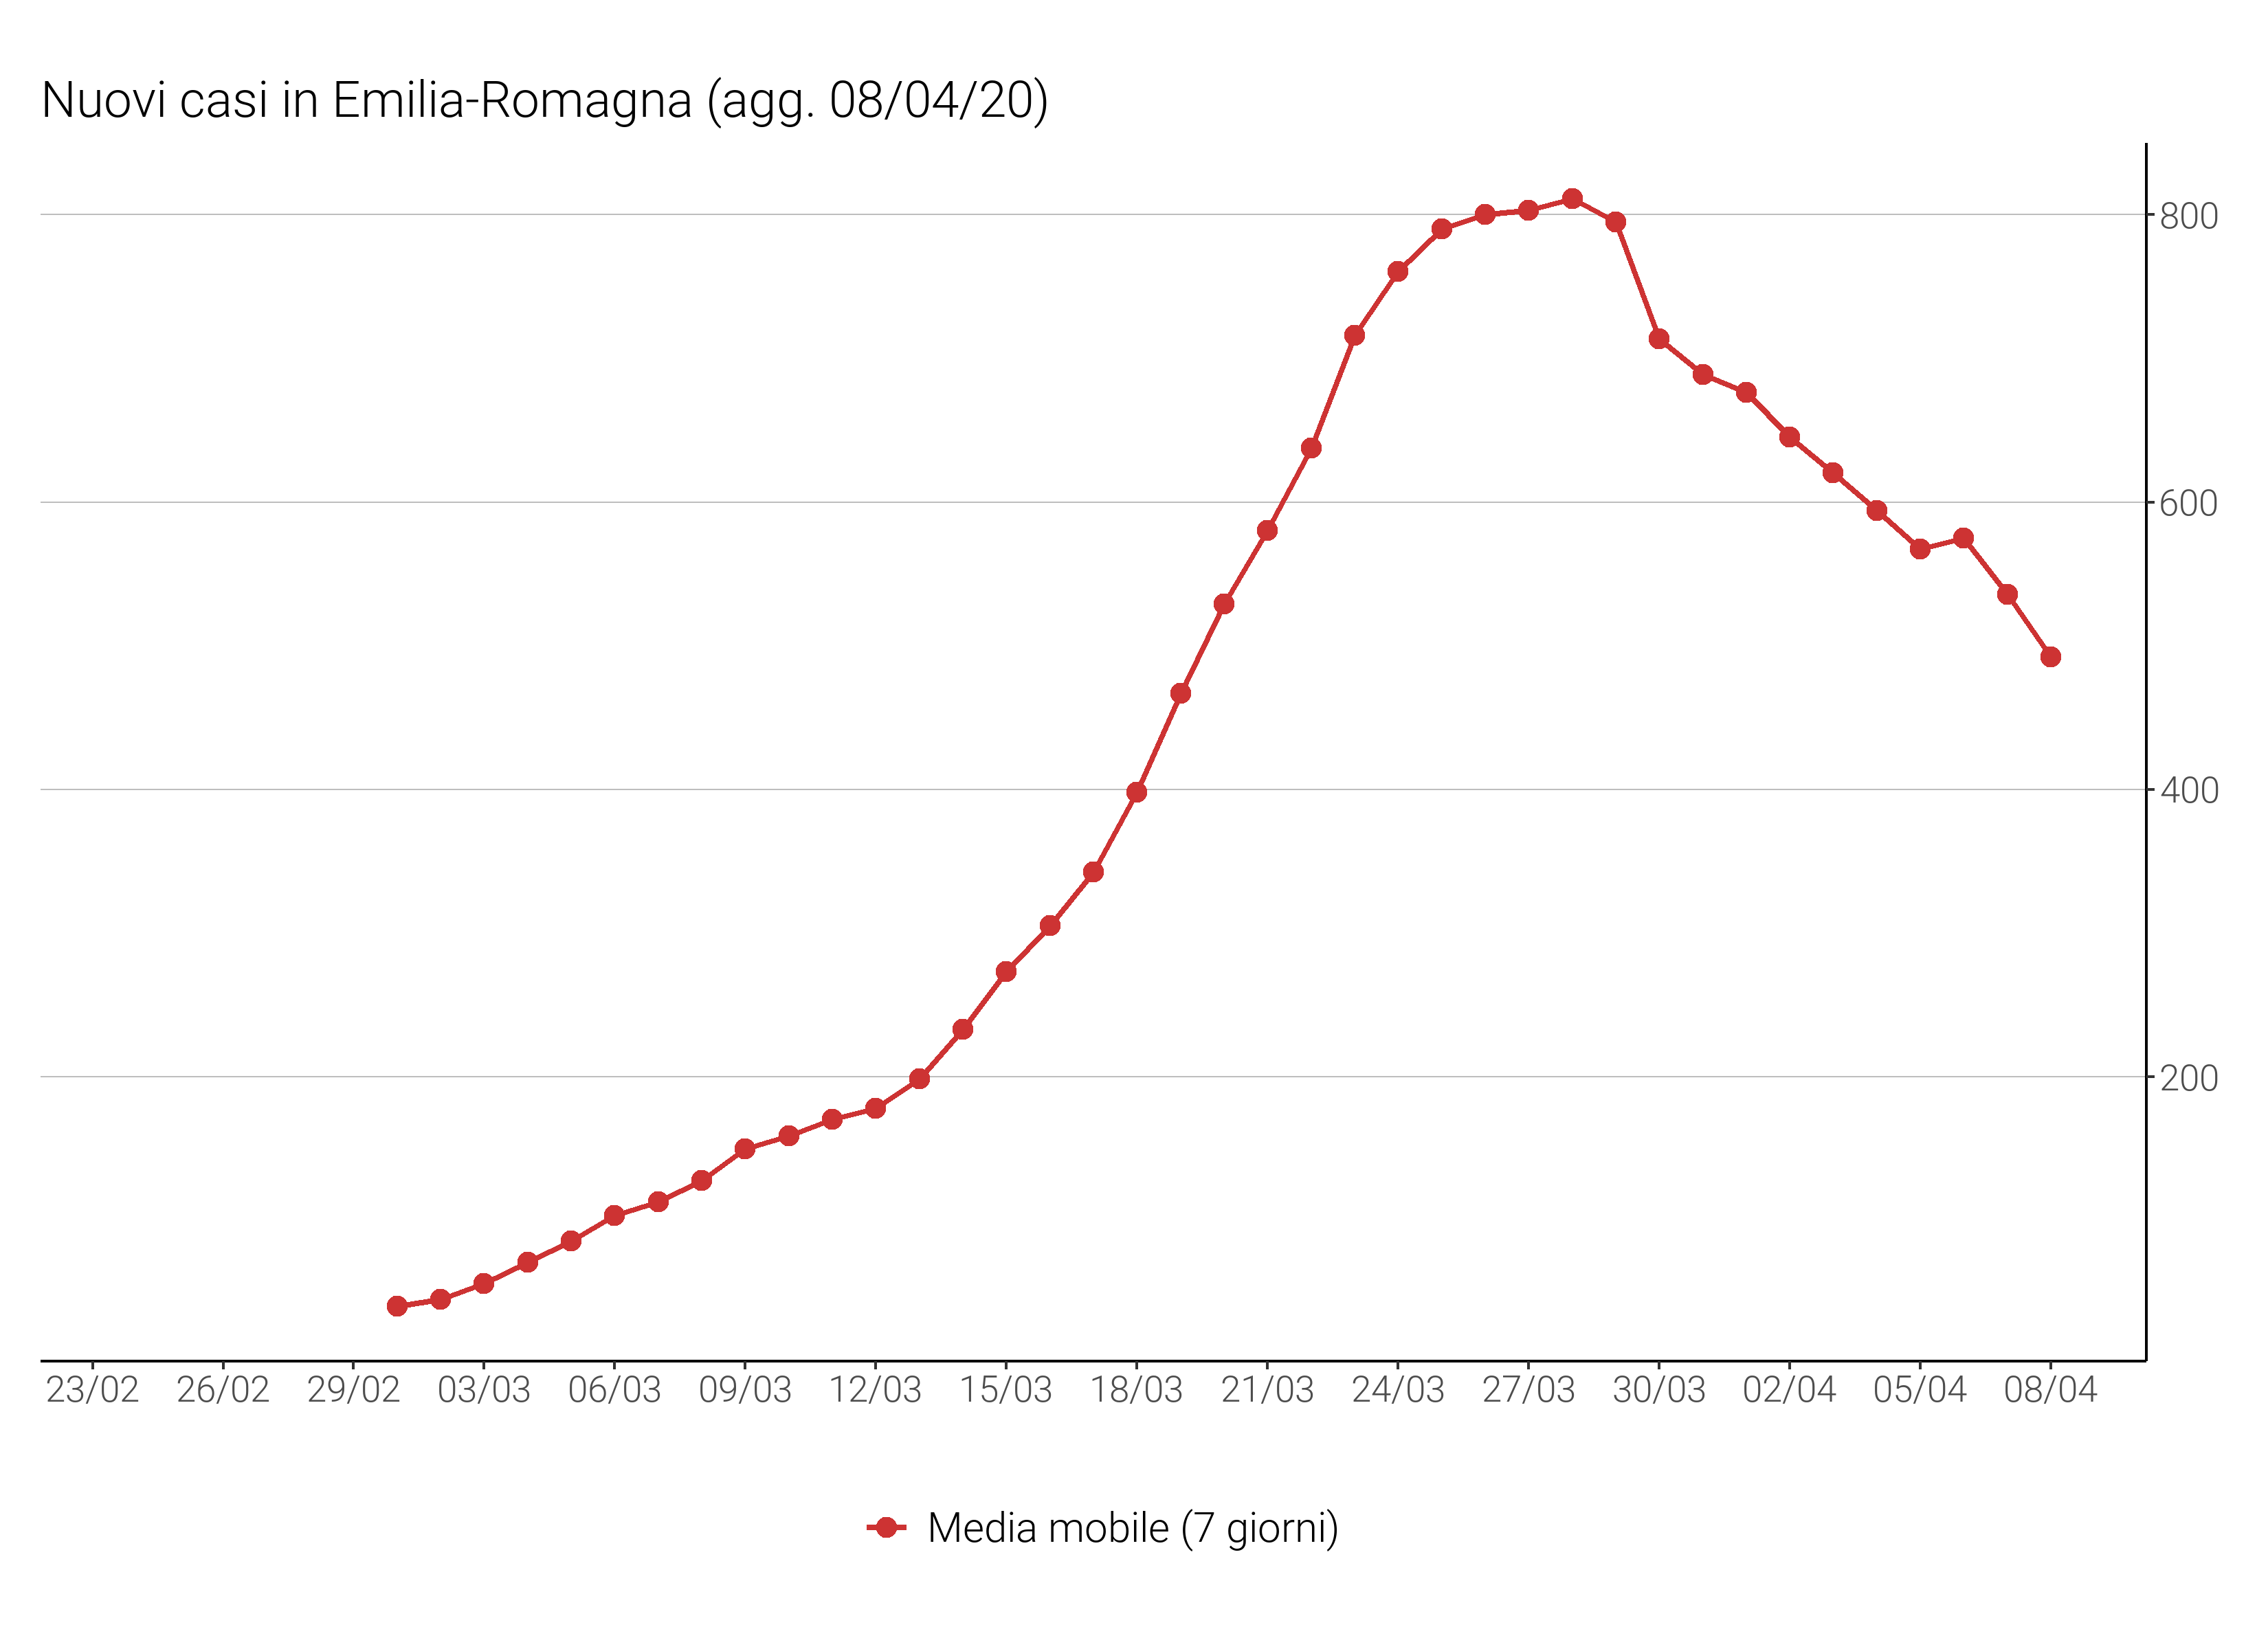 Nuovi casi in Emilia-Romagna (agg. 08/04/20)
800
600
400
200
23/02 26/02 29/02 03/03 06/03 09/03 12/03 15/03 18/03 21/03 24/03 27/03 30/03 02/04 05/04 08/04
Media mobile (7 giorni)